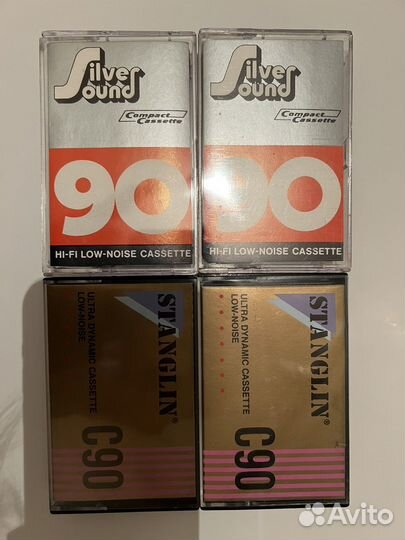 Silver
Sound
Compact
Cassette
90
HI-FI LOW-NOISE CASSETTE
Silver
Sound
Compact
Cassette
90
HI-FI LOW-NOISE CASSETTE
STANGLIN®
ULTRA DYNAMIC CASSETTE
LOW-NOISE
C90
STANGLIN®
ULTRA DYNAMIC CASSETTE
LOW-NOISE
C90
Avito